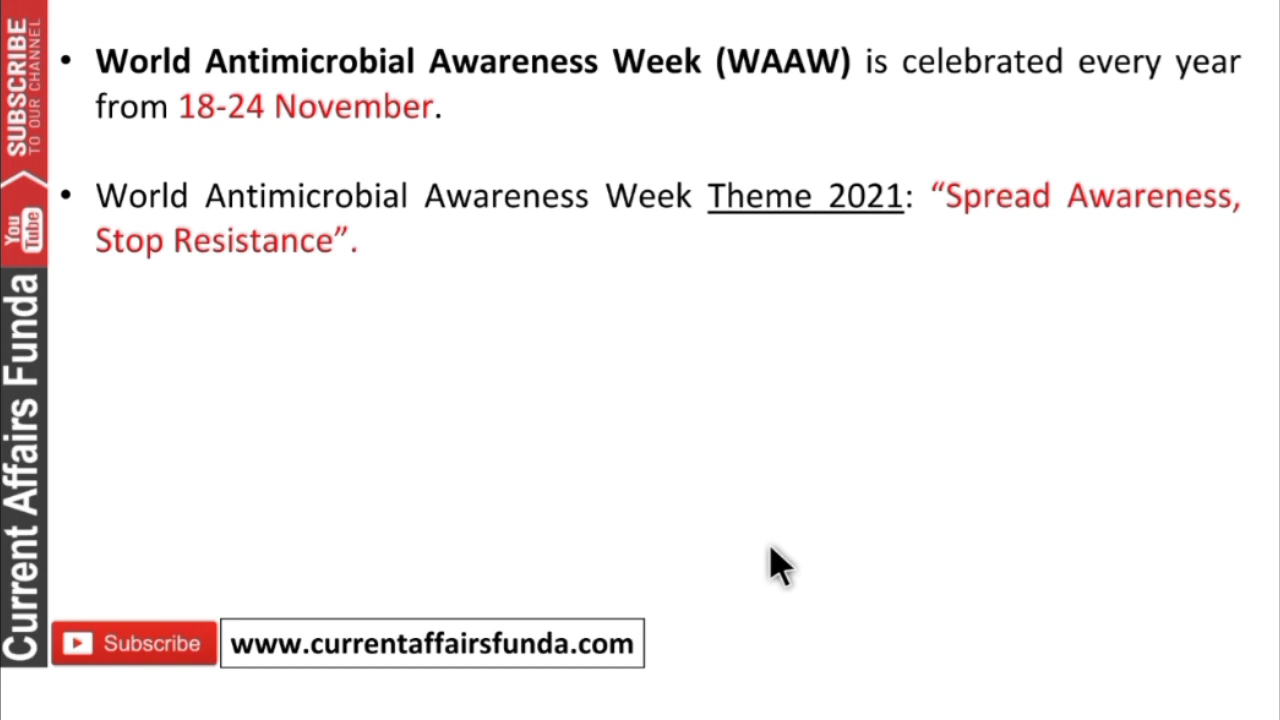 • World Antimicrobial Awareness Week (WAAW) is celebrated every year
from 18-24 November.
• World Antimicrobial Awareness Week Theme 2021: “Spread Awareness,
Stop Resistance”.
SUBSCRIBE
TO OUR CHANNEL
You
Tube
Current Affairs Funda
Subscribe
www.currentaffairsfunda.com